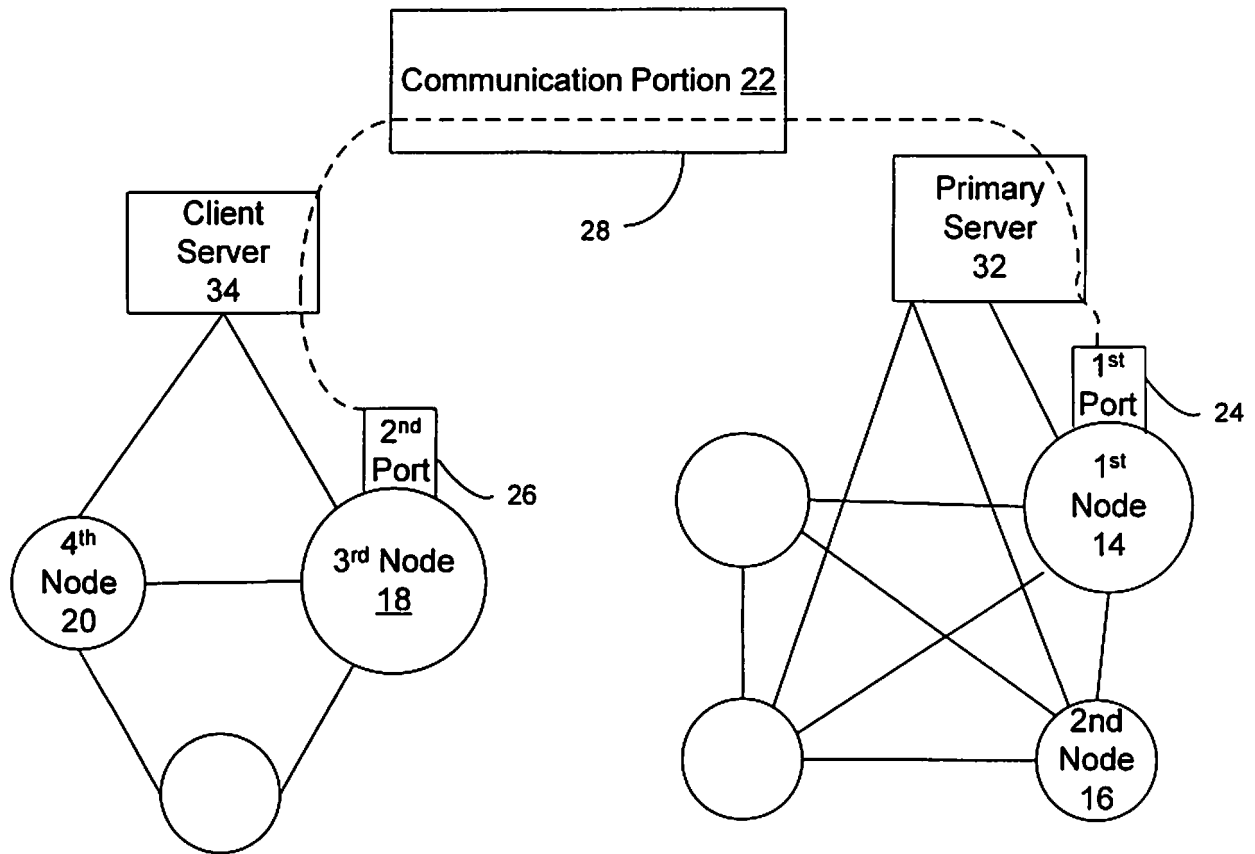 Communication Portion 22
28
Client
Server
34
Primary
Server
32
1st
Port
24
2nd
Port
26
1st
Node
14
4th
Node
20
3rd Node
18
2nd
Node
16